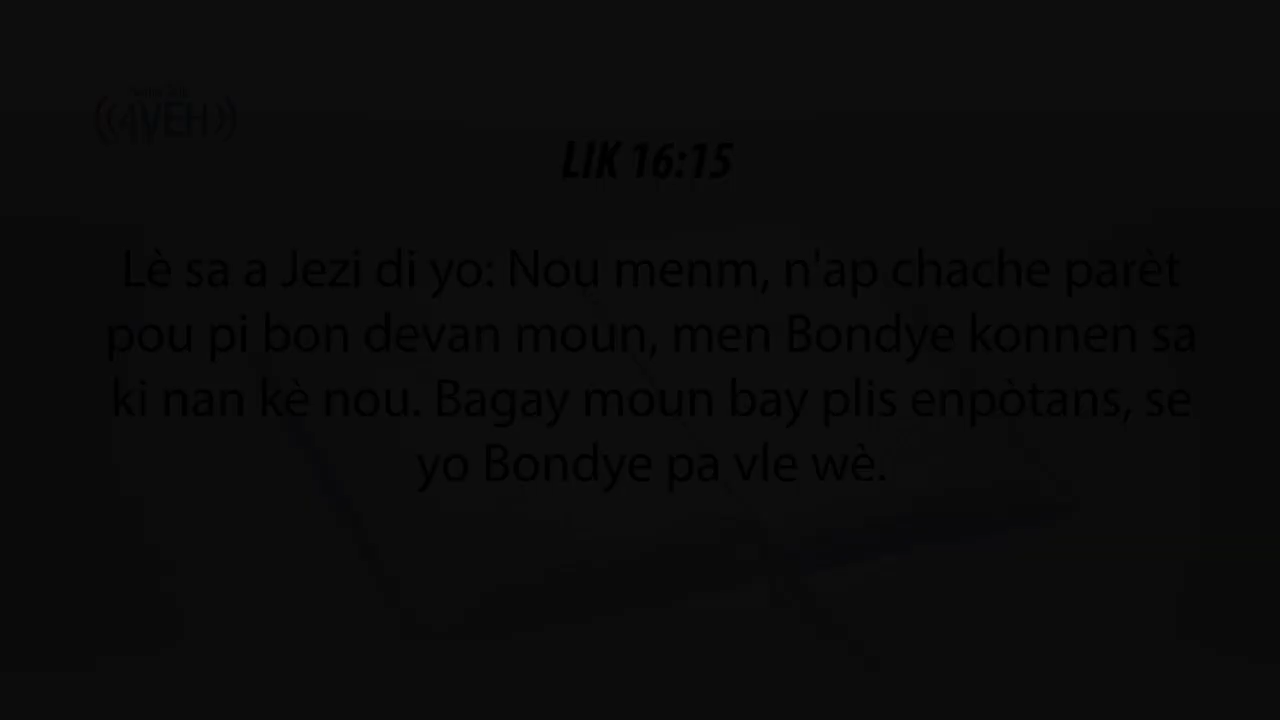 4VEH
LIK 16:15
Lè sa a Jezi di yo: Nou menm, n'ap chache parèt
pou pi bon devan moun, men Bondye konnen sa
ki nan kè nou. Bagay moun bay plis enpòtans, se
yo Bondye pa vle wè.